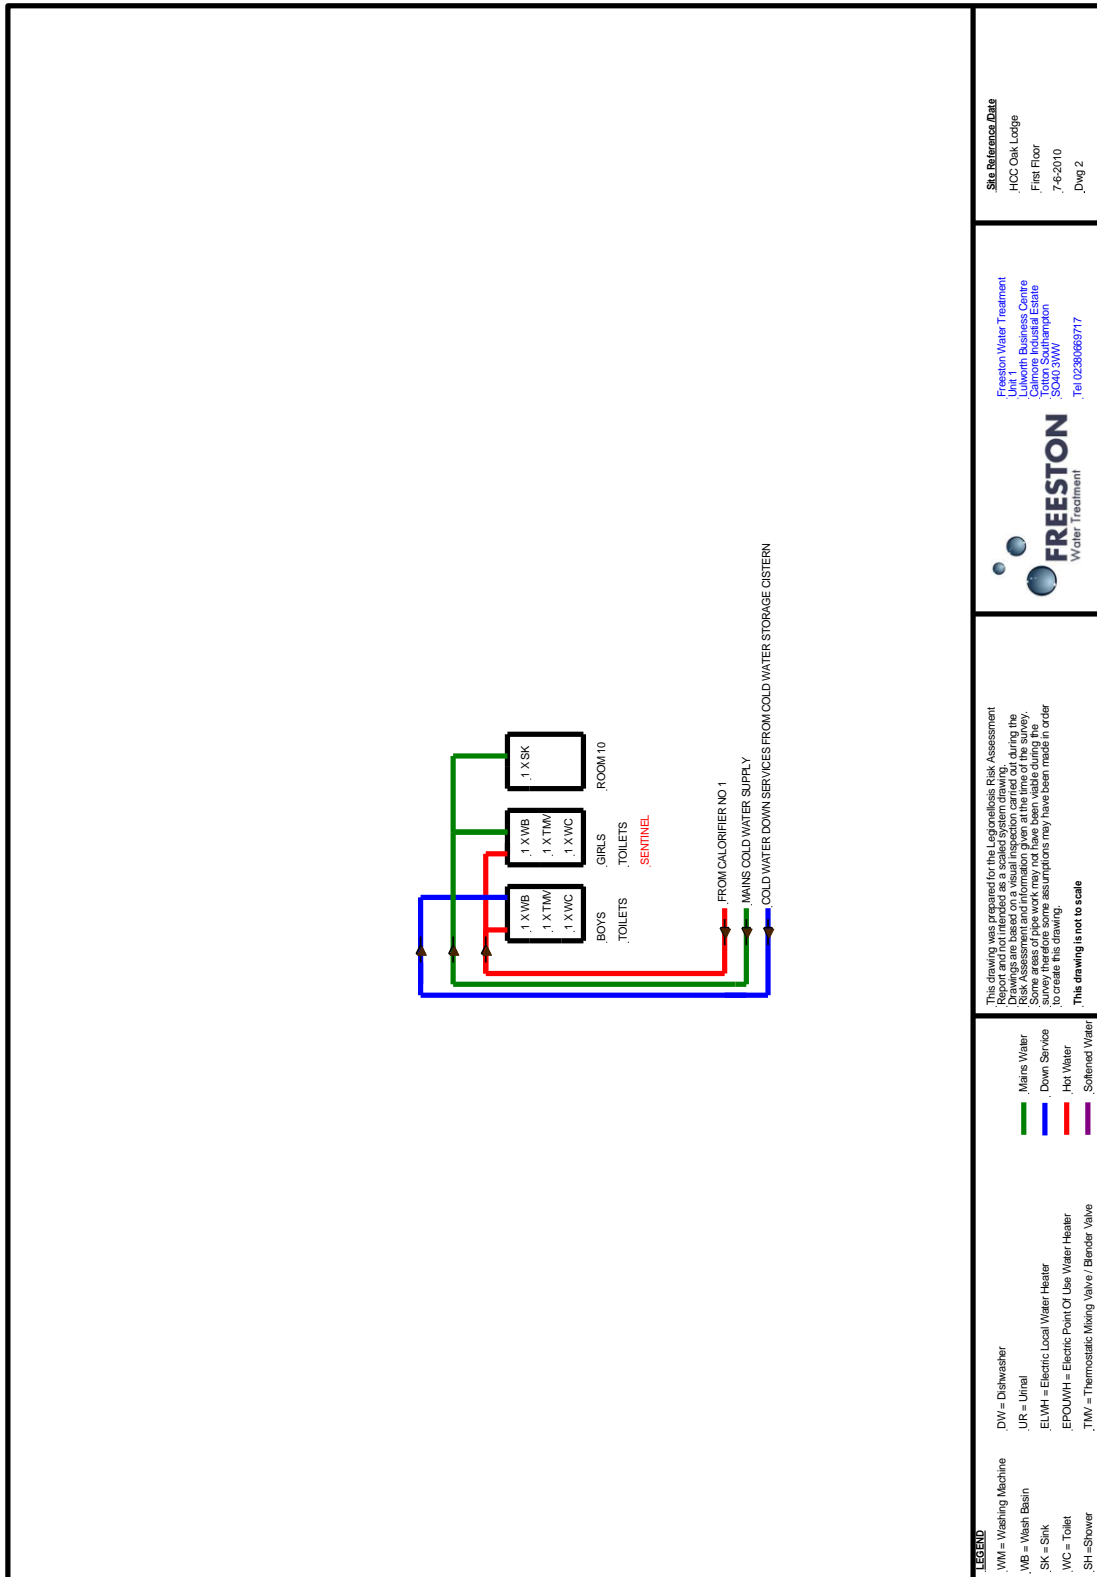 1 X WB
1 X TMV
1 X WC
BOYS
TOILETS
1 X WB
1 X TMV
1 X WC
GIRLS
TOILETS
SENTINEL
1 X SK
ROOM 10
FROM CALORIFIER NO 1
MAINS COLD WATER SUPPLY
COLD WATER DOWN SERVICES FROM COLD WATER STORAGE CISTERN
LEGEND
WM = Washing Machine
WB = Wash Basin
SK = Sink
WC = Toilet
SH =Shower
DW = Dishwasher
UR = Urinal
ELWH = Electric Local Water Heater
EPOUWH = Electric Point Of Use Water Heater
TMV = Thermostatic Mixing Valve / Blender Valve
Mains Water
Down Service
Hot Water
Softened Water
This drawing was prepared for the Legionellosis Risk Assessment
Report and not intended as a scaled system drawing.
Drawings are based on a visual inspection carried out during the
Risk Assessment and information given at the time of the survey.
Some areas of pipe work may not have been viable during the
survey therefore some assumptions may have been made in order
to create this drawing.
This drawing is not to scale
FREESTON
Water Treatment
Freeston Water Treatment
Unit 1
Lulworth Business Centre
Calmore Industial Estate
Totton Southampton
SO40 3WW
Tel 02380669717
Site Reference /Date
HCC Oak Lodge
First Floor
7-6-2010
Dwg 2